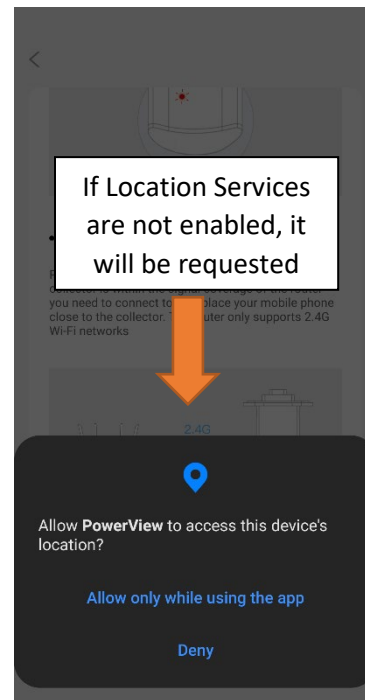 If Location Services
are not enabled, it
will be requested
you need to connect to place your mobile phone
close to the collector. uter only supports 2.4G
Wi-Fi networks
2.4G
Allow PowerView to access this device's
location?
Allow only while using the app
Deny